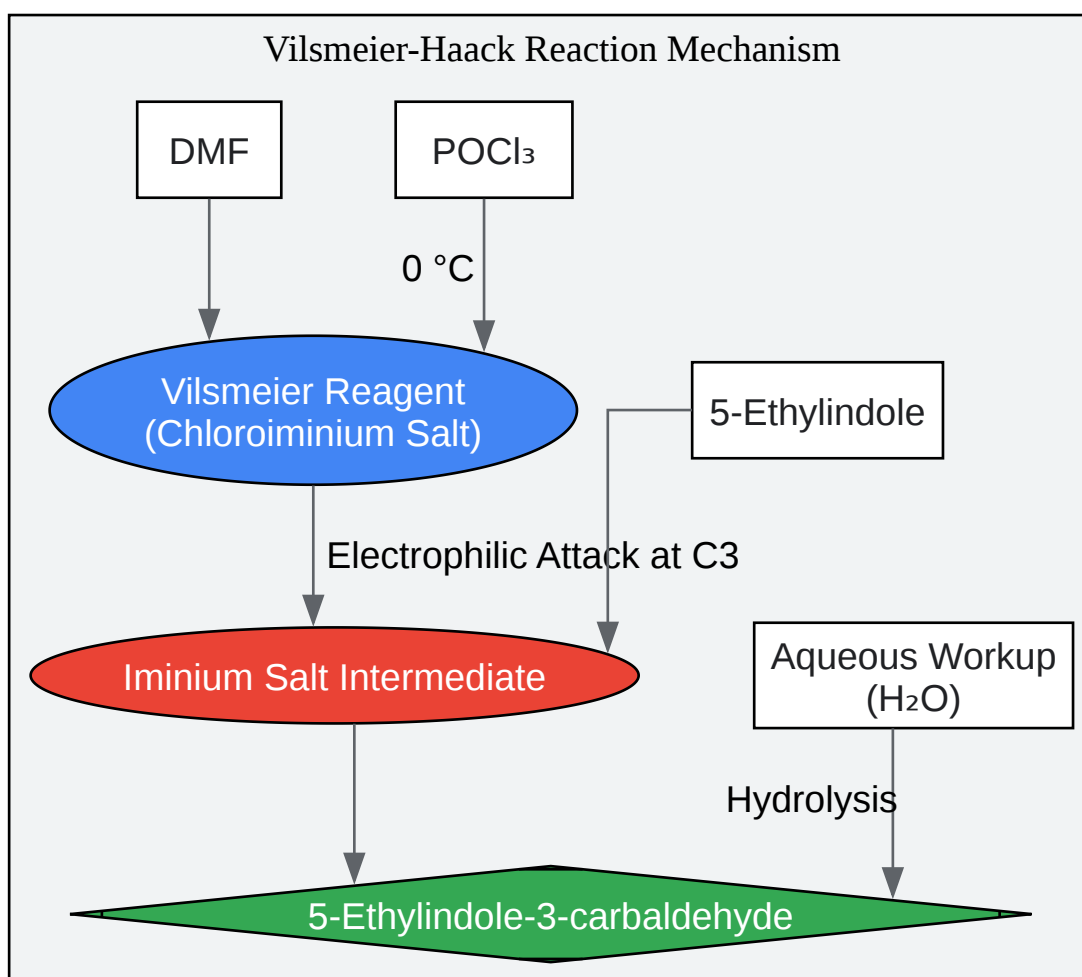 Vilsmeier-Haack Reaction Mechanism
DMF
POCl₃
0 °C
Vilsmeier Reagent
(Chloroiminium Salt)
5-Ethylindole
Electrophilic Attack at C3
Iminium Salt Intermediate
Aqueous Workup
(H₂O)
Hydrolysis
5-Ethylindole-3-carbaldehyde